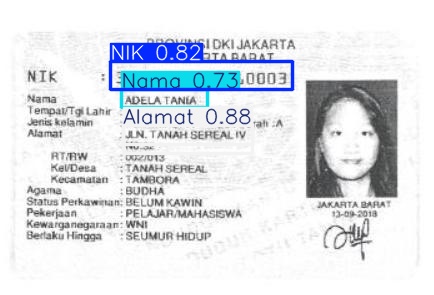 PROVINSI DKI JAKARTA
JAKARTA BARAT
NIK 0.82
NIK : 0003
Nama 0.73
Nama : ADELA TANIA
Tempat/Tgl Lahir
Alamat 0.88
Jenis kelamin
Alamat : JLN. TANAH SEREAL IV
RT/RW : 002/013
Kel/Desa : TANAH SEREAL
Kecamatan : TAMBORA
Agama : BUDHA
Status Perkawinan: BELUM KAWIN
Pekerjaan : PELAJAR/MAHASISWA
Kewarganegaraan: WNI
Berlaku Hingga : SEUMUR HIDUP
JAKARTA BARAT
13-09-2018